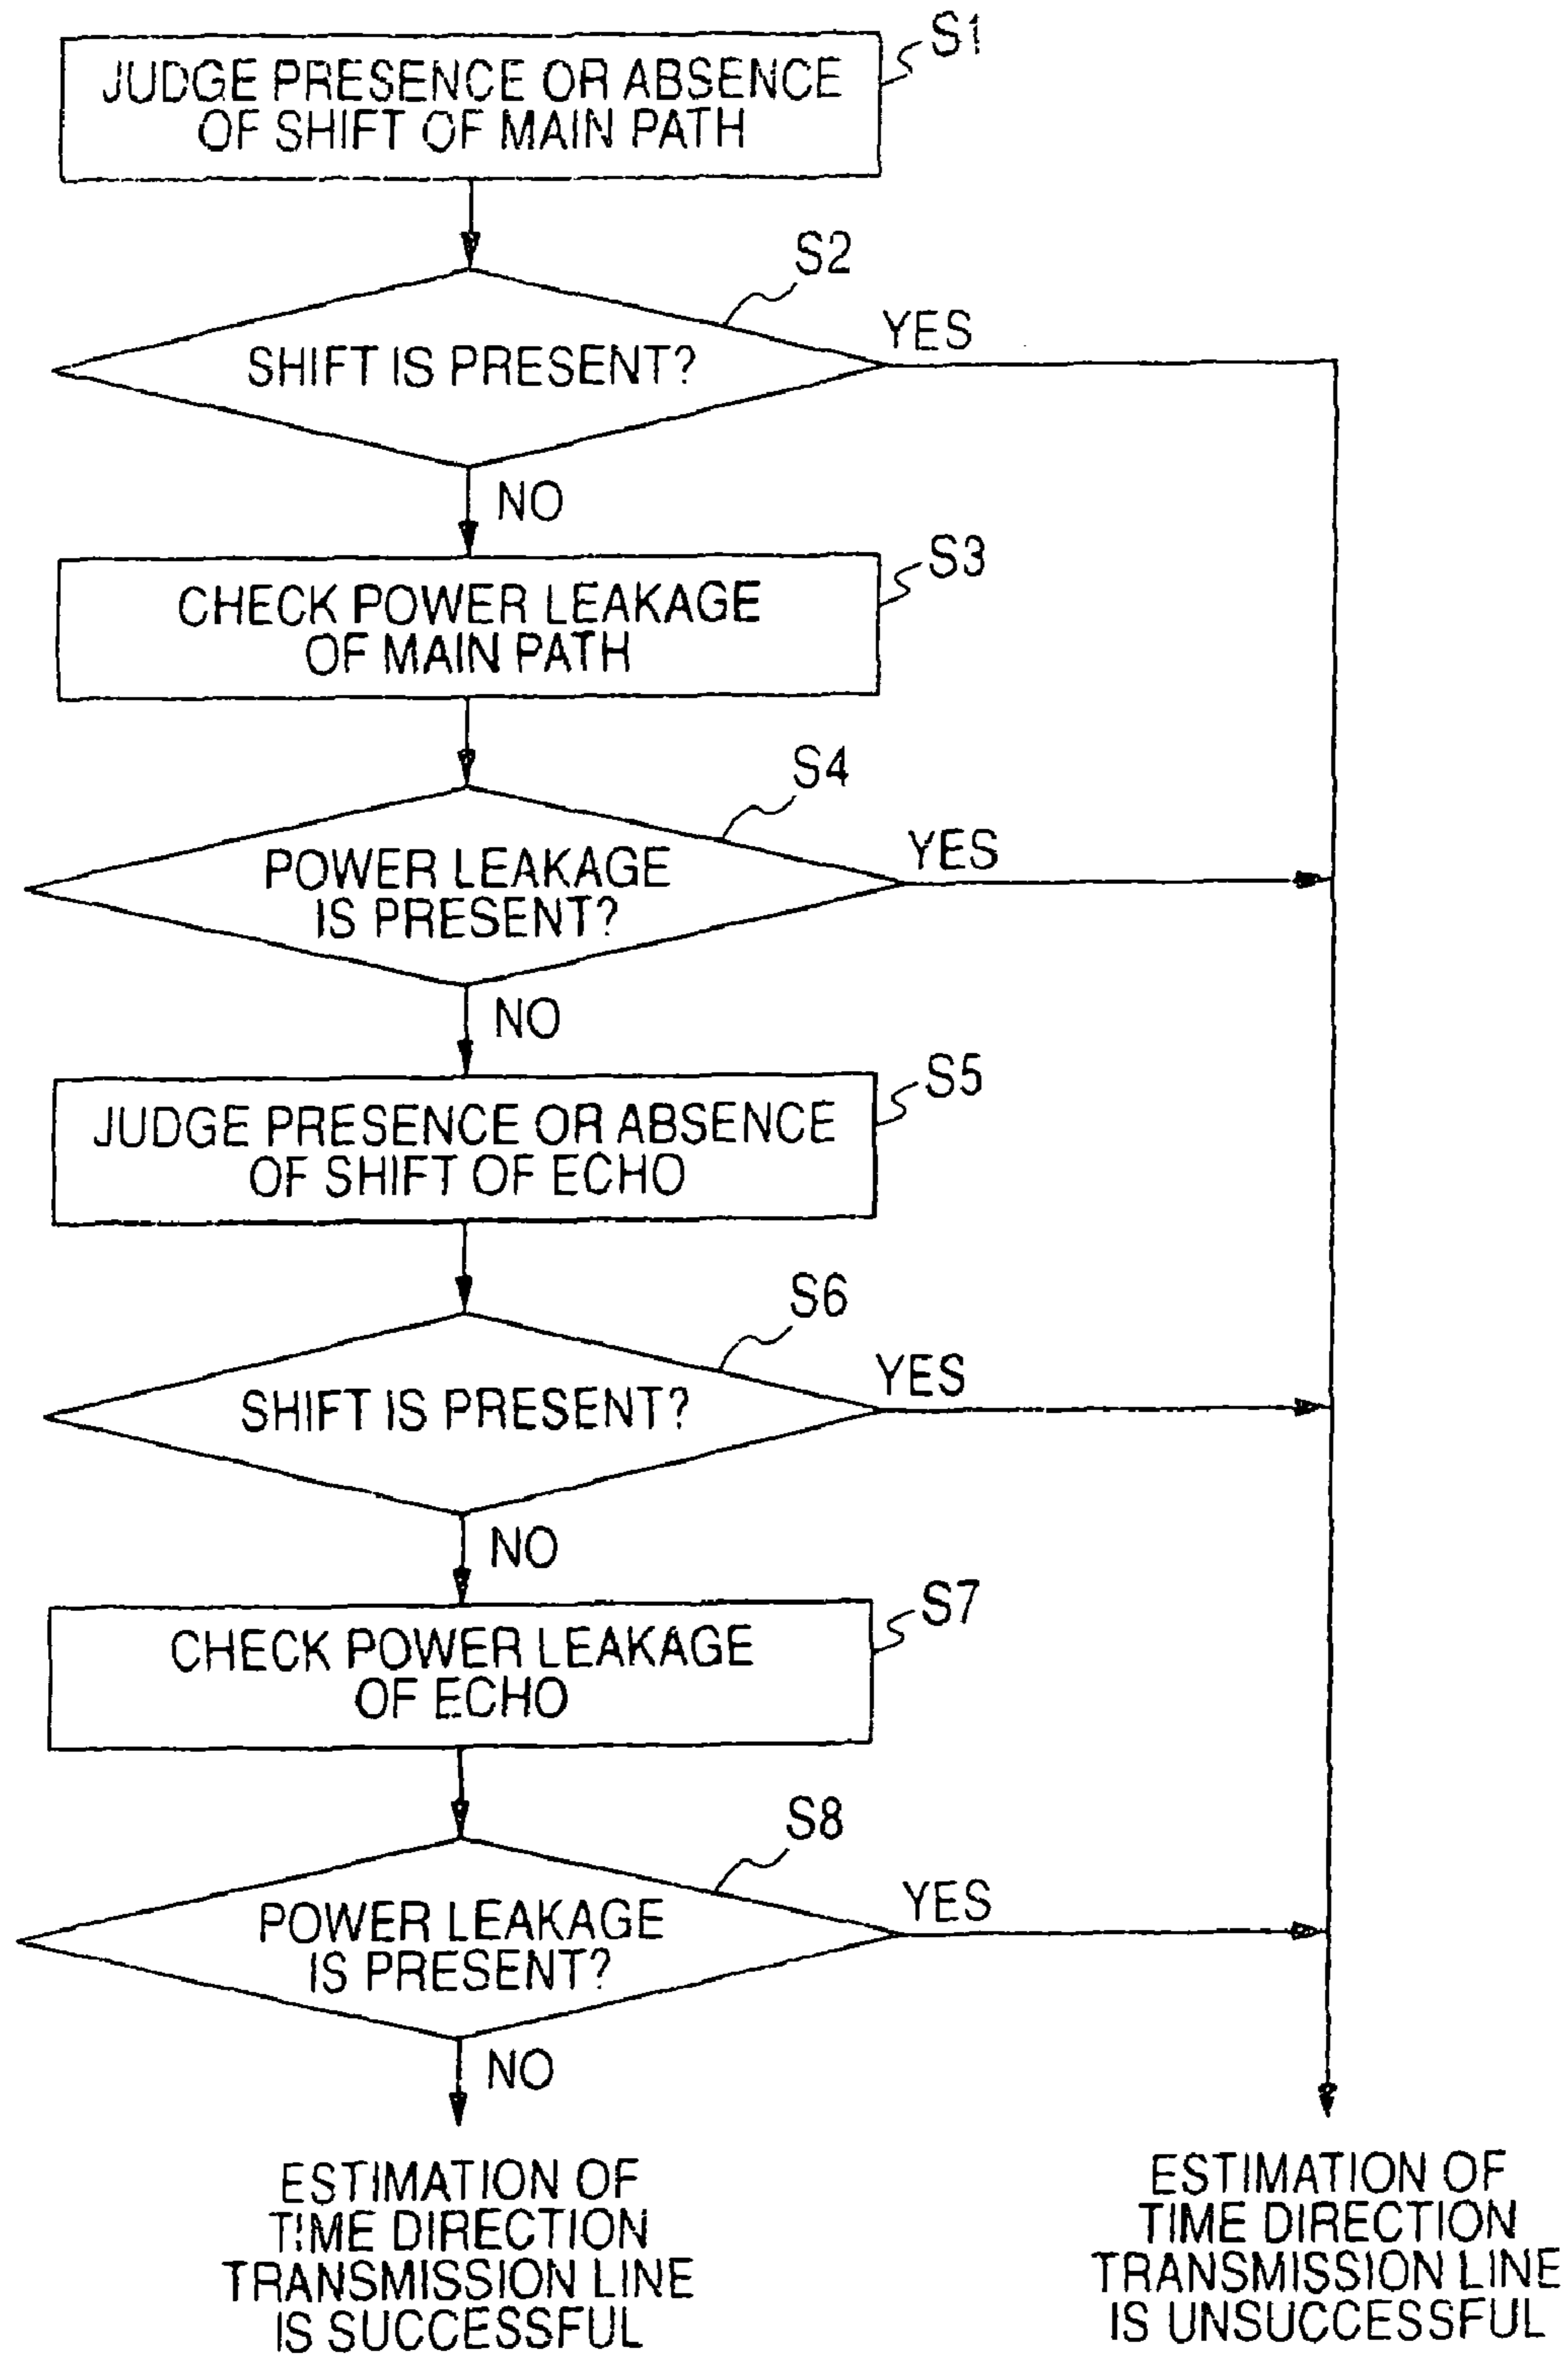 S1
JUDGE PRESENCE OR ABSENCE
OF SHIFT OF MAIN PATH
S2
SHIFT IS PRESENT?
YES
NO
S3
CHECK POWER LEAKAGE
OF MAIN PATH
S4
POWER LEAKAGE
IS PRESENT?
YES
NO
S5
JUDGE PRESENCE OR ABSENCE
OF SHIFT OF ECHO
S6
SHIFT IS PRESENT?
YES
NO
S7
CHECK POWER LEAKAGE
OF ECHO
S8
POWER LEAKAGE
IS PRESENT?
YES
NO
ESTIMATION OF
TIME DIRECTION
TRANSMISSION LINE
IS SUCCESSFUL
ESTIMATION OF
TIME DIRECTION
TRANSMISSION LINE
IS UNSUCCESSFUL